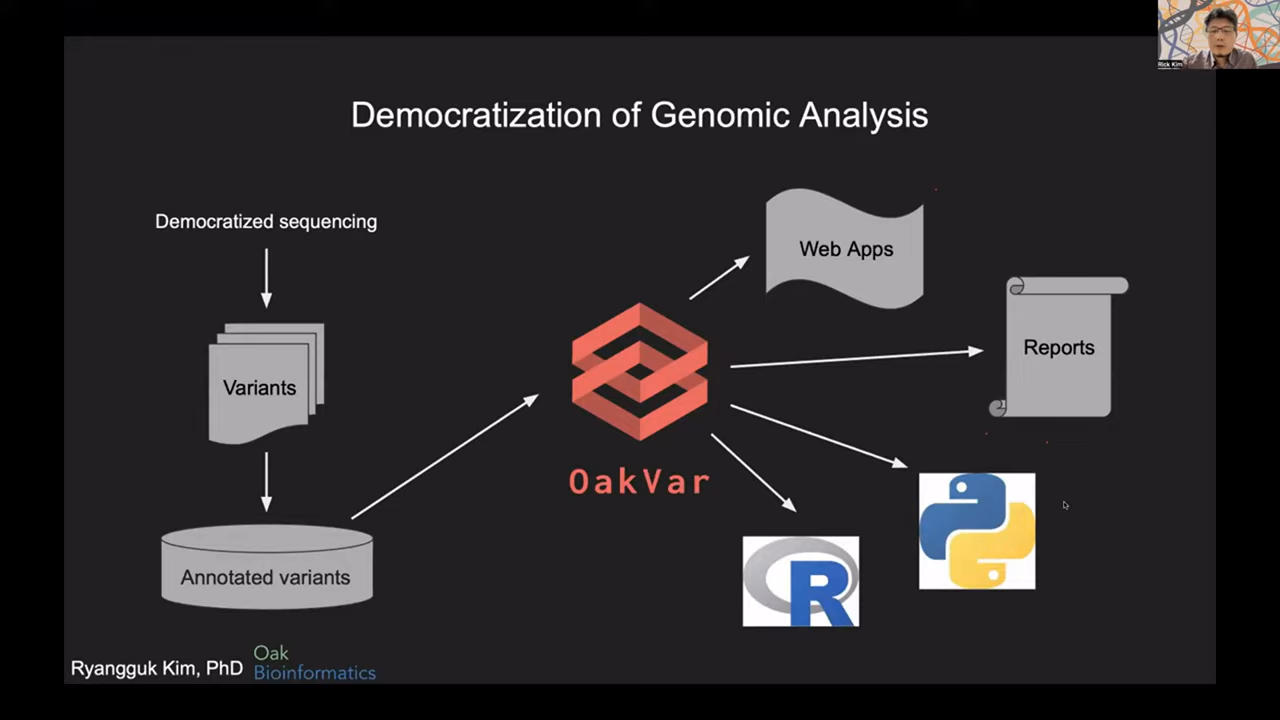 Rick Kim
Democratization of Genomic Analysis
Democratized sequencing
Variants
Annotated variants
OakVar
Web Apps
Reports
R
Ryangguk Kim, PhD
Oak
Bioinformatics